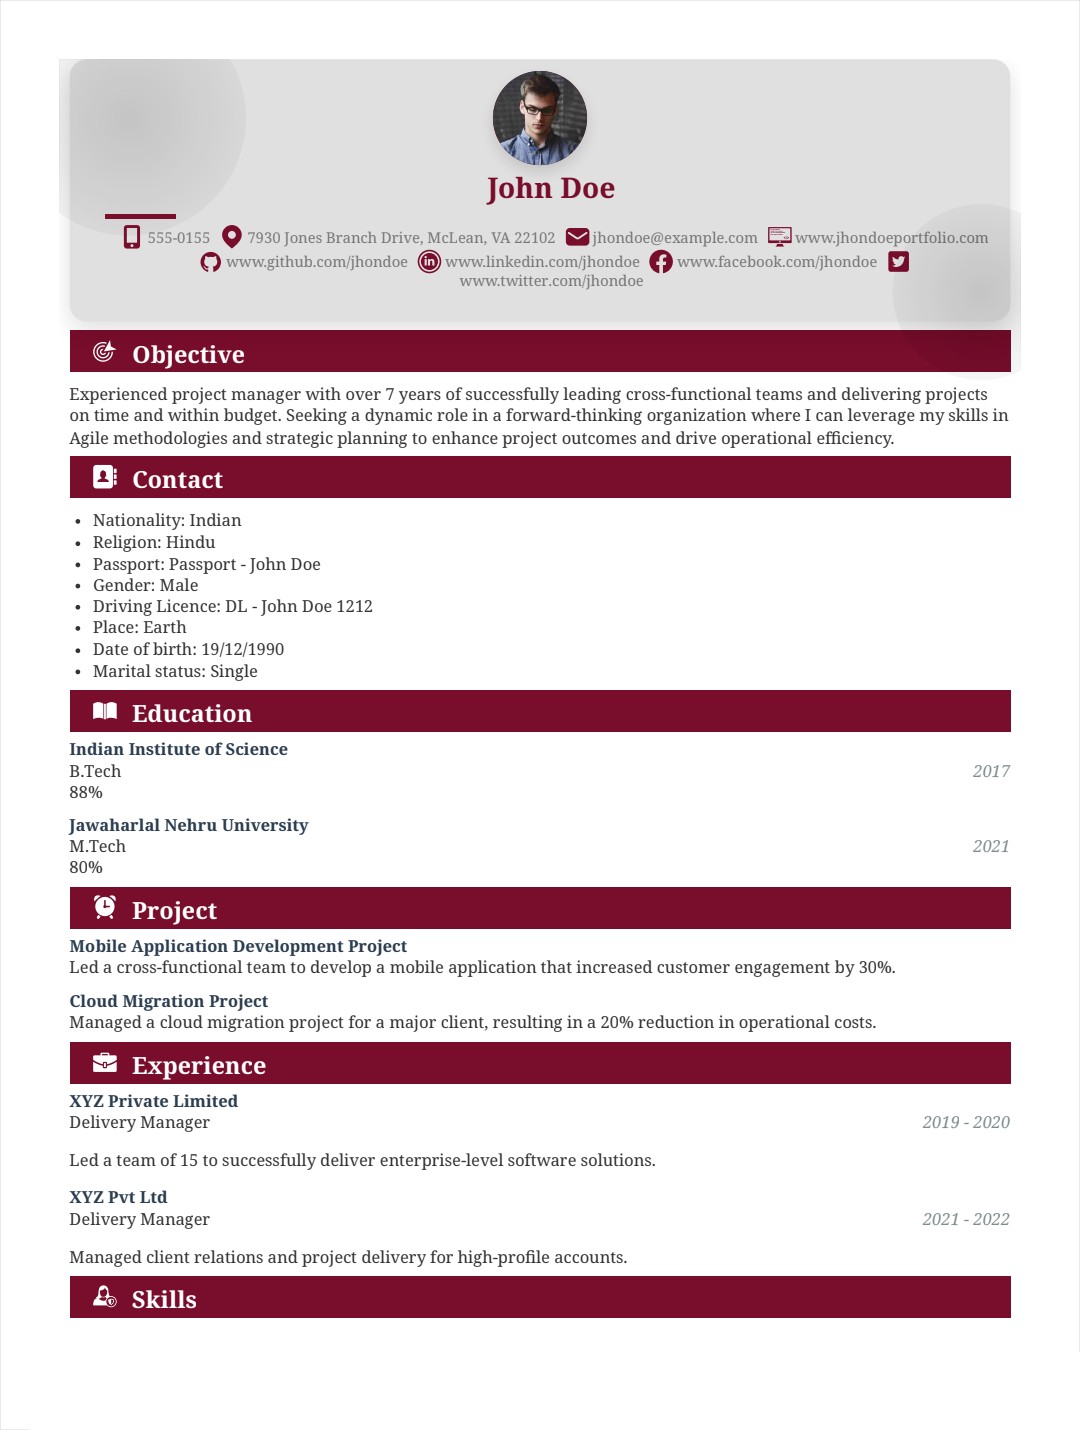 John Doe
555-0155 7930 Jones Branch Drive, McLean, VA 22102 jhondoe@example.com www.jhondoeportfolio.com
www.github.com/jhondoe www.linkedin.com/jhondoe www.facebook.com/jhondoe
www.twitter.com/jhondoe
Objective
Experienced project manager with over 7 years of successfully leading cross-functional teams and delivering projects
on time and within budget. Seeking a dynamic role in a forward-thinking organization where I can leverage my skills in
Agile methodologies and strategic planning to enhance project outcomes and drive operational efficiency.
Contact
• Nationality: Indian
• Religion: Hindu
• Passport: Passport - John Doe
• Gender: Male
• Driving Licence: DL - John Doe 1212
• Place: Earth
• Date of birth: 19/12/1990
• Marital status: Single
Education
Indian Institute of Science
B.Tech 2017
88%
Jawaharlal Nehru University
M.Tech 2021
80%
Project
Mobile Application Development Project
Led a cross-functional team to develop a mobile application that increased customer engagement by 30%.
Cloud Migration Project
Managed a cloud migration project for a major client, resulting in a 20% reduction in operational costs.
Experience
XYZ Private Limited
Delivery Manager 2019 - 2020
Led a team of 15 to successfully deliver enterprise-level software solutions.
XYZ Pvt Ltd
Delivery Manager 2021 - 2022
Managed client relations and project delivery for high-profile accounts.
Skills